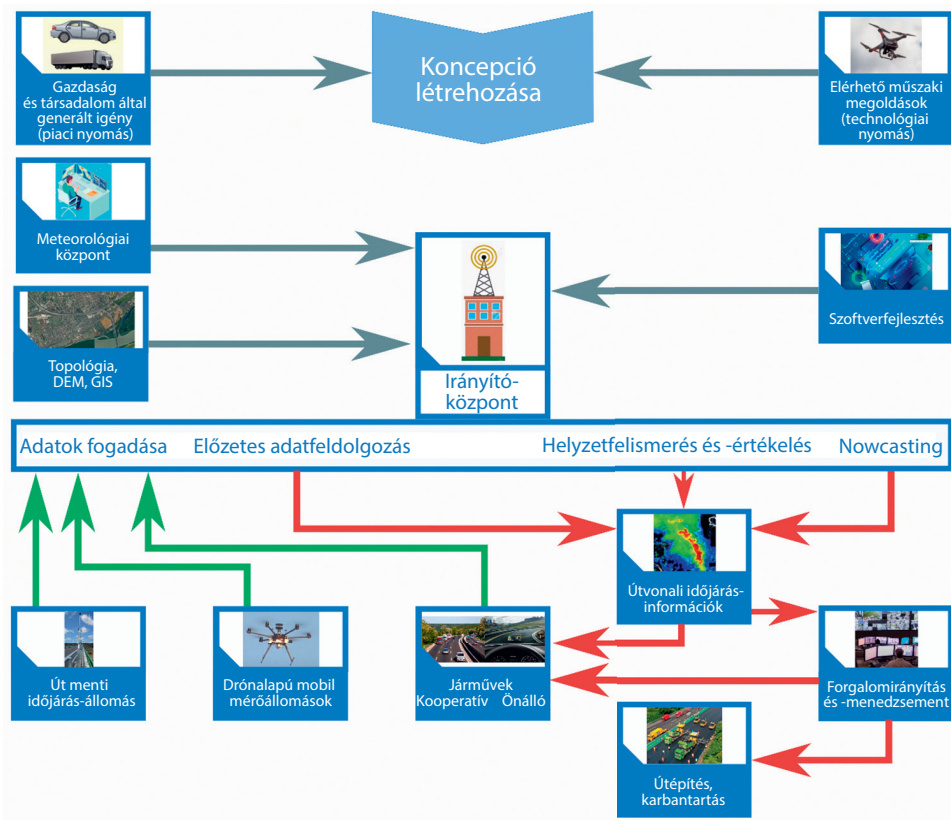 Koncepció
létrehozása
Gazdaság
és társadalom által
generált igény
(piaci nyomás)
Elérhető műszaki
megoldások
(technológiai
nyomás)
Meteorológiai
központ
Szoftverfejlesztés
Topológia,
DEM, GIS
Irányító-
központ
Adatok fogadása
Előzetes adatfeldolgozás
Helyzetfelismerés és -értékelés
Nowcasting
Útvonali időjárás-
információk
Út menti
időjárás-állomás
Drónalapú mobil
mérőállomások
Járművek
Kooperatív Önálló
Forgalomirányítás
és -menedzsment
Útépítés,
karbantartás